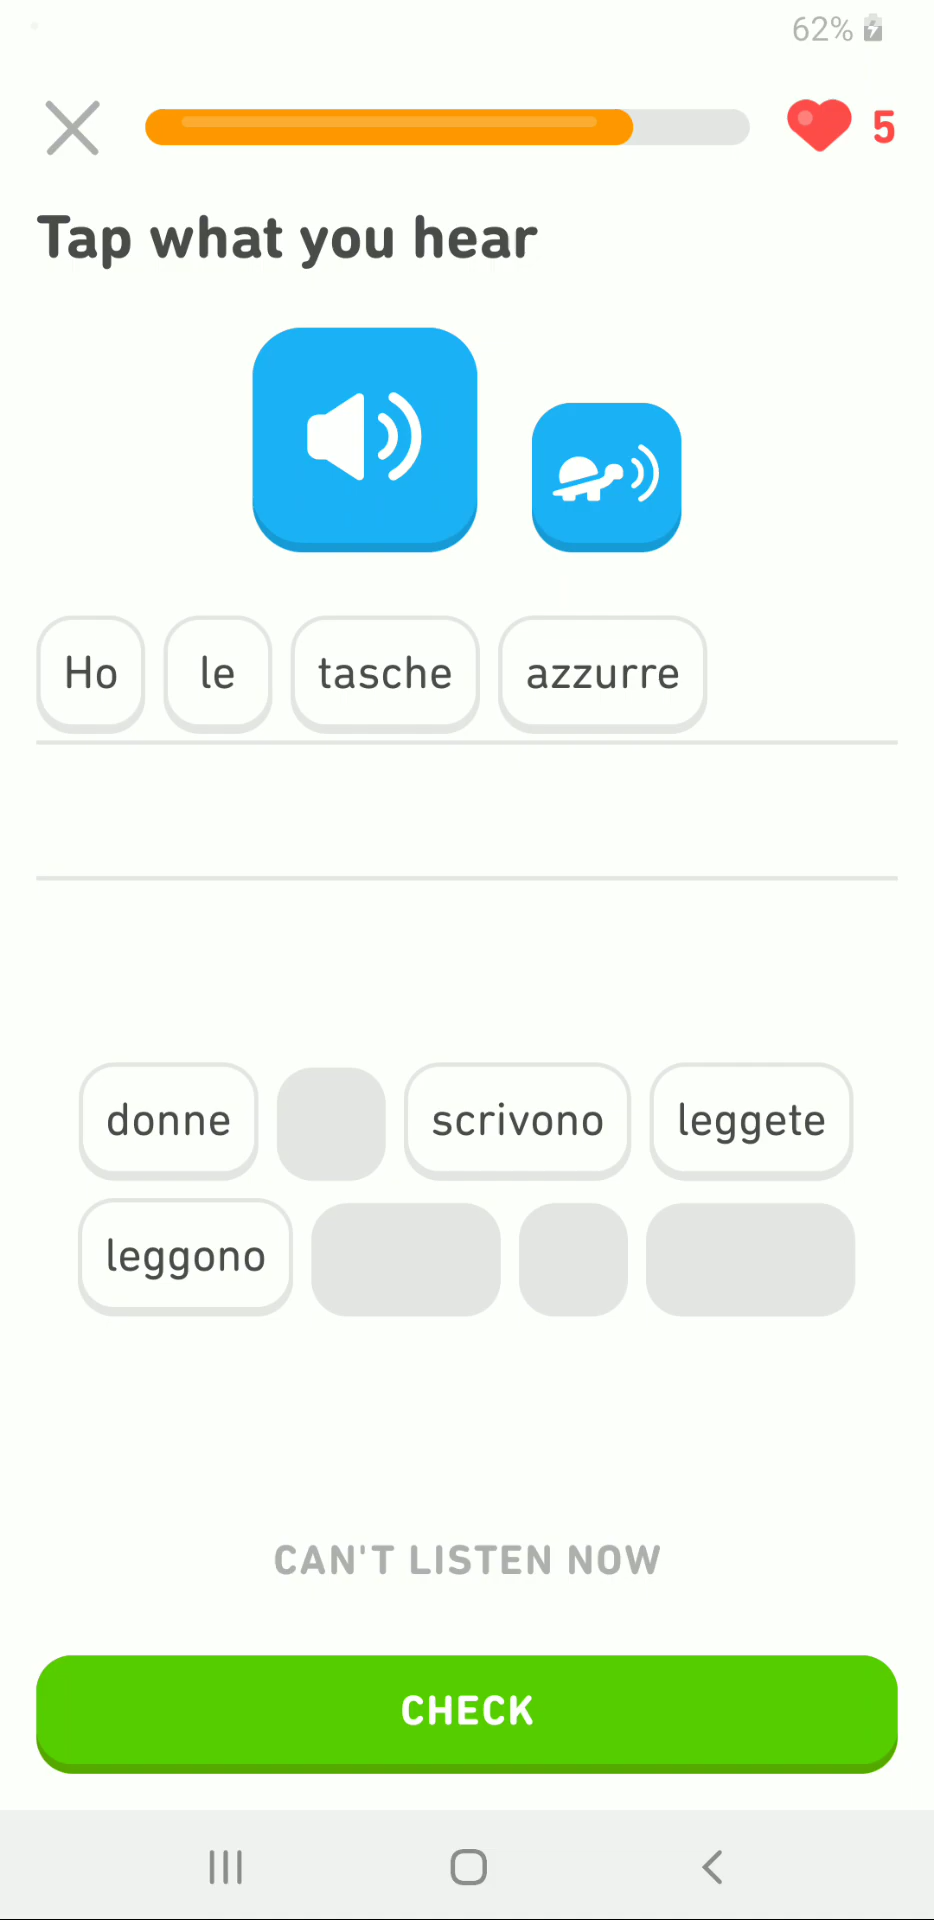 62%
5
Tap what you hear
Ho le tasche azzurre
donne scrivono leggete
leggono
CAN'T LISTEN NOW
CHECK